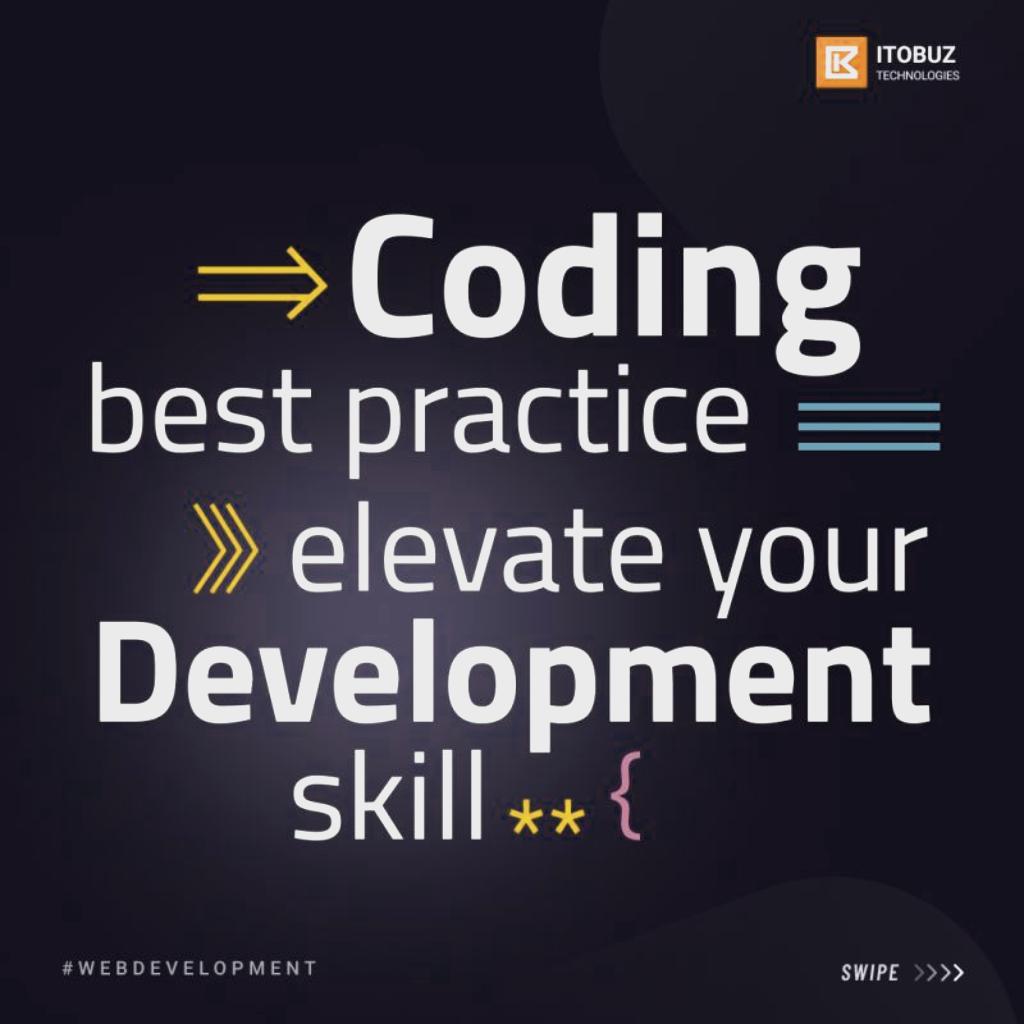 ITOBUZ
TECHNOLOGIES
⇒ Coding
best practice ≡
⟫ elevate your
Development
skill ** {
#WEBDEVELOPMENT
SWIPE >>>>